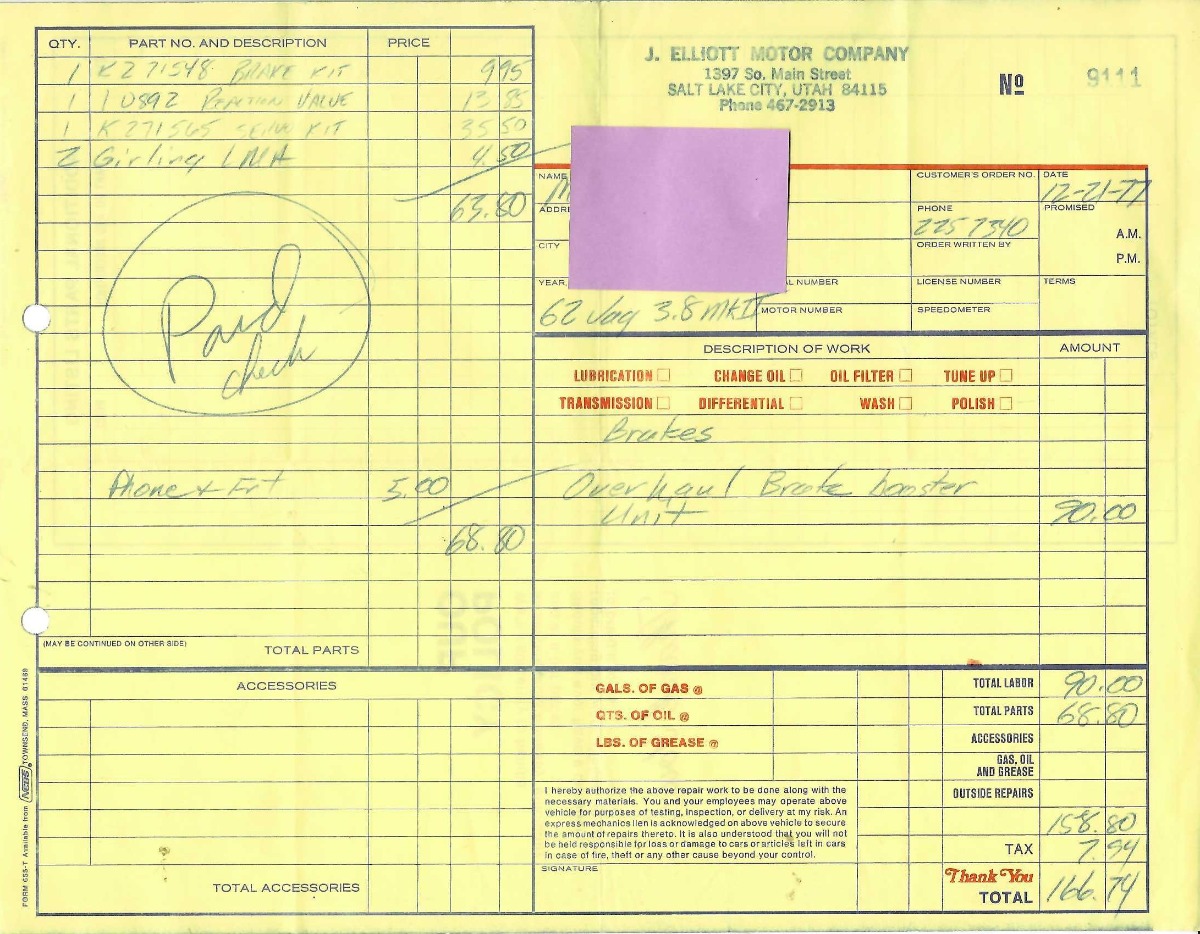 J. ELLIOTT MOTOR COMPANY
1397 So. Main Street
SALT LAKE CITY, UTAH 84115
Phone 467-2913
No 9111
QTY. PART NO. AND DESCRIPTION PRICE
1 K271548 BRAKE KIT 9 95
1 10892 REACTION VALVE 13 85
1 K271565 SERVO KIT 35 50
2 Girling LMA 4.50
63.80
Paid
check
Phone & Frt 5.00
68.80
(MAY BE CONTINUED ON OTHER SIDE) TOTAL PARTS
NAME CUSTOMER'S ORDER NO. DATE
12-21-77
PHONE PROMISED
225 7340 A.M.
CITY ORDER WRITTEN BY
P.M.
YEAR, NUMBER LICENSE NUMBER TERMS
62 Jag 3.8 MkII MOTOR NUMBER SPEEDOMETER
DESCRIPTION OF WORK AMOUNT
LUBRICATION CHANGE OIL OIL FILTER TUNE UP
TRANSMISSION DIFFERENTIAL WASH POLISH
Brakes
Overhaul Brake booster
Unit 90.00
ACCESSORIES
TOTAL ACCESSORIES
GALS. OF GAS @
QTS. OF OIL @
LBS. OF GREASE @
I hereby authorize the above repair work to be done along with the
necessary materials. You and your employees may operate above
vehicle for purposes of testing, inspection, or delivery at my risk. An
express mechanics lien is acknowledged on above vehicle to secure
the amount of repairs thereto. It is also understood that you will not
be held responsible for loss or damage to cars or articles left in cars
in case of fire, theft or any other cause beyond your control.
SIGNATURE
TOTAL LABOR 90.00
TOTAL PARTS 68.80
ACCESSORIES
GAS, OIL
AND GREASE
OUTSIDE REPAIRS
158.80
TAX 7.94
Thank You
TOTAL 166.74
FORM 655-T Available from NEBS, TOWNSEND, MASS 01469